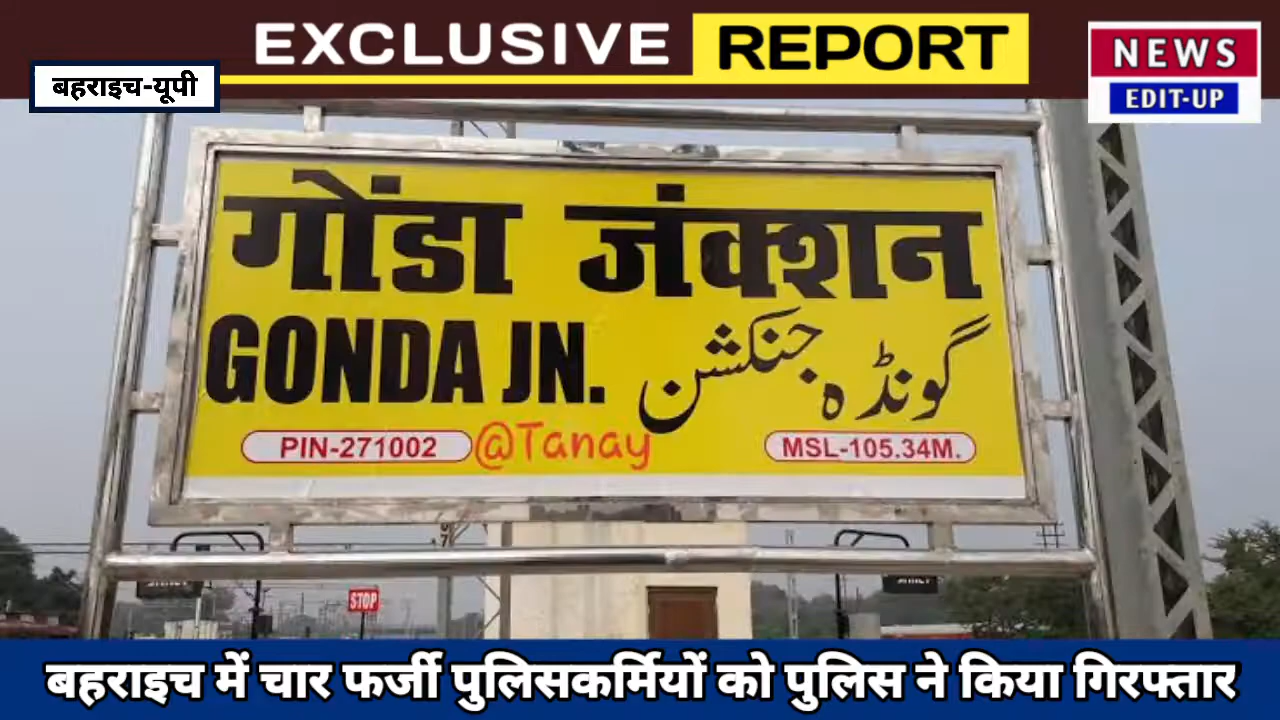 EXCLUSIVE REPORT
NEWS
EDIT-UP
बहराइच-यूपी
गोंडा जंक्शन
GONDA JN.
گونڈہ جنکشن
PIN-271002
@Tanay
MSL-105.34M.
STOP
बहराइच में चार फर्जी पुलिसकर्मियों को पुलिस ने किया गिरफ्तार